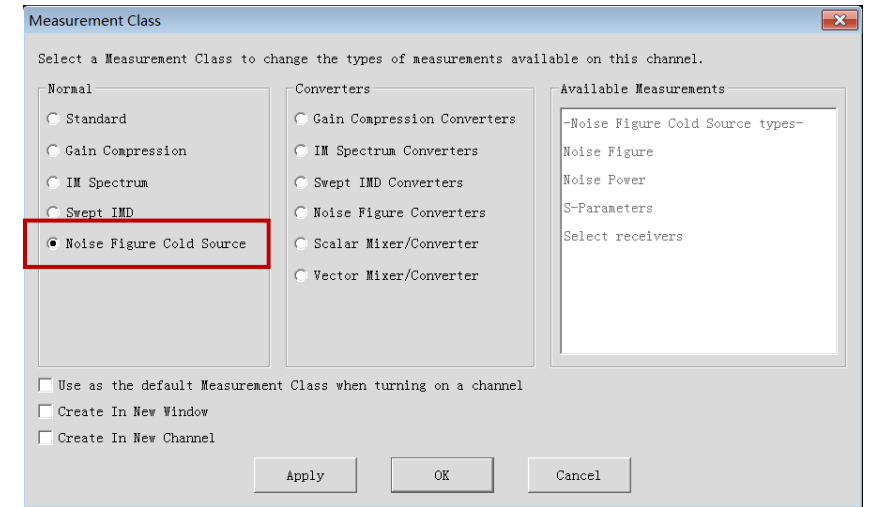 Measurement Class
Select a Measurement Class to change the types of measurements available on this channel.
Normal
Standard
Gain Compression
IM Spectrum
Swept IMD
Noise Figure Cold Source
Converters
Gain Compression Converters
IM Spectrum Converters
Swept IMD Converters
Noise Figure Converters
Scalar Mixer/Converter
Vector Mixer/Converter
Available Measurements
-Noise Figure Cold Source types-
Noise Figure
Noise Power
S-Parameters
Select receivers
Use as the default Measurement Class when turning on a channel
Create In New Window
Create In New Channel
Apply
OK
Cancel